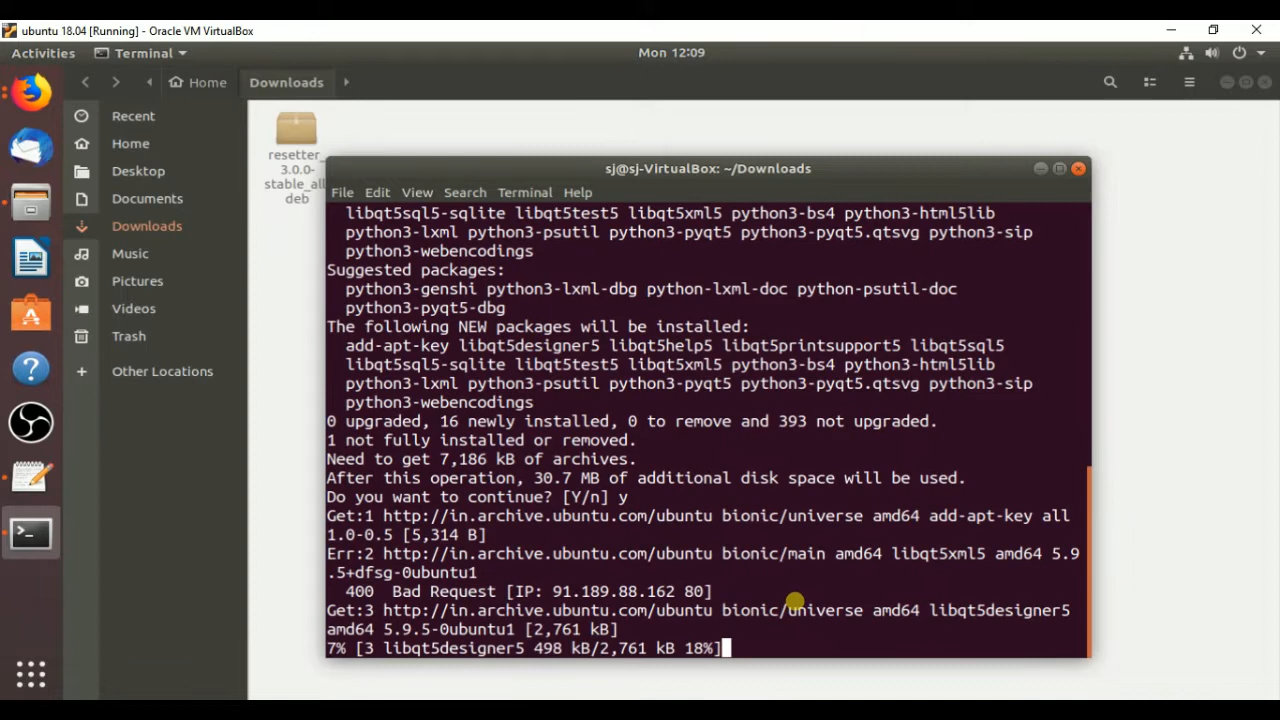 ubuntu 18.04 [Running] - Oracle VM VirtualBox
Activities
Terminal
Mon 12:09
Home
Downloads
Recent
Home
Desktop
Documents
Downloads
Music
Pictures
Videos
Trash
+ Other Locations
resetter_
3.0.0-
stable_all.
deb
sj@sj-VirtualBox: ~/Downloads
File Edit View Search Terminal Help
libqt5sql5-sqlite libqt5test5 libqt5xml5 python3-bs4 python3-html5lib
python3-lxml python3-psutil python3-pyqt5 python3-pyqt5.qtsvg python3-sip
python3-webencodings
Suggested packages:
python3-genshi python3-lxml-dbg python-lxml-doc python-psutil-doc
python3-pyqt5-dbg
The following NEW packages will be installed:
add-apt-key libqt5designer5 libqt5help5 libqt5printsupport5 libqt5sql5
libqt5sql5-sqlite libqt5test5 libqt5xml5 python3-bs4 python3-html5lib
python3-lxml python3-psutil python3-pyqt5 python3-pyqt5.qtsvg python3-sip
python3-webencodings
0 upgraded, 16 newly installed, 0 to remove and 393 not upgraded.
1 not fully installed or removed.
Need to get 7,186 kB of archives.
After this operation, 30.7 MB of additional disk space will be used.
Do you want to continue? [Y/n] y
Get:1 http://in.archive.ubuntu.com/ubuntu bionic/universe amd64 add-apt-key all
1.0-0.5 [5,314 B]
Err:2 http://in.archive.ubuntu.com/ubuntu bionic/main amd64 libqt5xml5 amd64 5.9
.5+dfsg-0ubuntu1
400 Bad Request [IP: 91.189.88.162 80]
Get:3 http://in.archive.ubuntu.com/ubuntu bionic/universe amd64 libqt5designer5
amd64 5.9.5-0ubuntu1 [2,761 kB]
7% [3 libqt5designer5 498 kB/2,761 kB 18%]